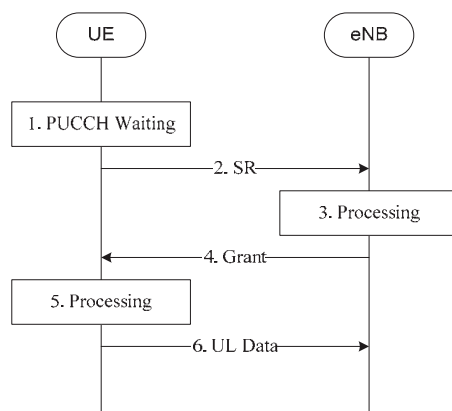 UE
eNB
1. PUCCH Waiting
2. SR
3. Processing
4. Grant
5. Processing
6. UL Data